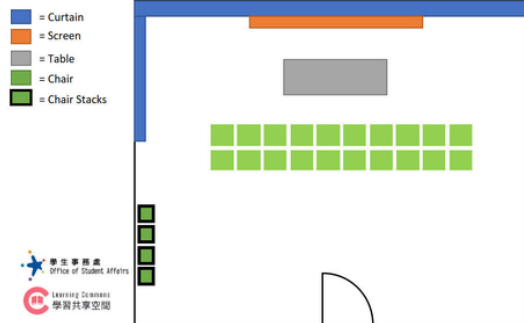 = Curtain
= Screen
= Table
= Chair
= Chair Stacks
學生事務處
Office of Student Affairs
Learning Commons
學習共享空間